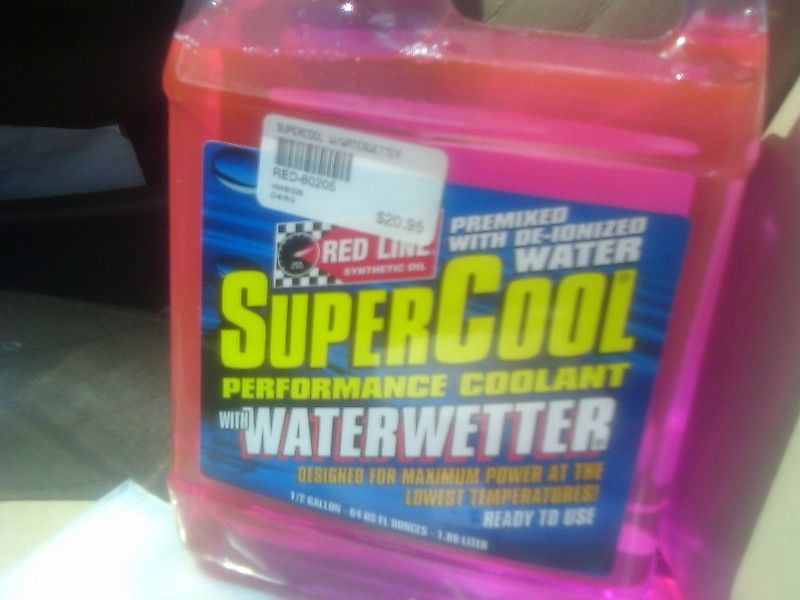 SUPERCOOL W/WATERWETTER
RED-80205
$20.95
RED LINE
SYNTHETIC OIL
PREMIXED
WITH DE-IONIZED
WATER
SUPERCOOL
PERFORMANCE COOLANT
WITH WATERWETTER
DESIGNED FOR MAXIMUM POWER AT THE
LOWEST TEMPERATURES!
1/2 GALLON - 64 US FL OUNCES - 1.89 LITER
READY TO USE